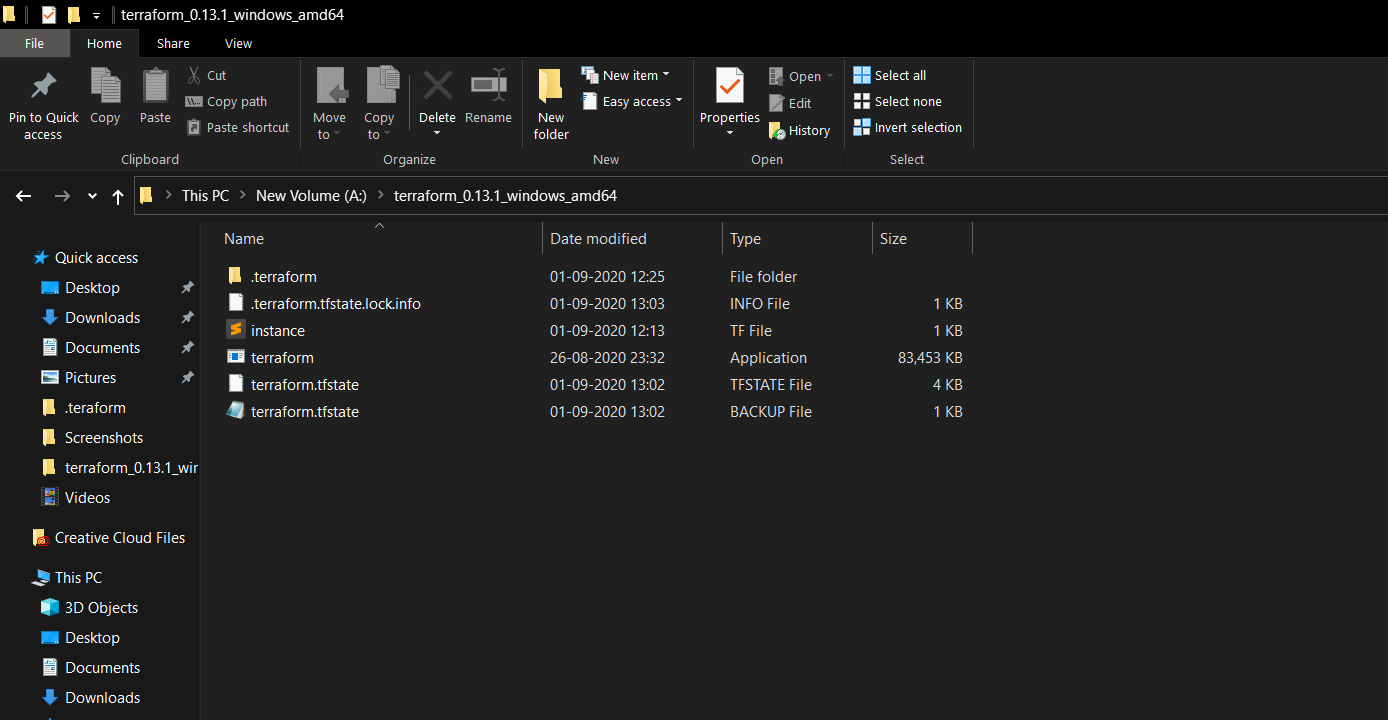 terraform_0.13.1_windows_amd64
File Home Share View
Pin to Quick access
Copy
Paste
Cut
Copy path
Paste shortcut
Clipboard
Move to
Copy to
Delete
Rename
Organize
New folder
New item
Easy access
New
Properties
Open
Edit
History
Open
Select all
Select none
Invert selection
Select
This PC New Volume (A:) terraform_0.13.1_windows_amd64
Quick access
Desktop
Downloads
Documents
Pictures
.teraform
Screenshots
terraform_0.13.1_wir
Videos
Creative Cloud Files
This PC
3D Objects
Desktop
Documents
Downloads
Name Date modified Type Size
.terraform 01-09-2020 12:25 File folder
.terraform.tfstate.lock.info 01-09-2020 13:03 INFO File 1 KB
instance 01-09-2020 12:13 TF File 1 KB
terraform 26-08-2020 23:32 Application 83,453 KB
terraform.tfstate 01-09-2020 13:02 TFSTATE File 4 KB
terraform.tfstate 01-09-2020 13:02 BACKUP File 1 KB